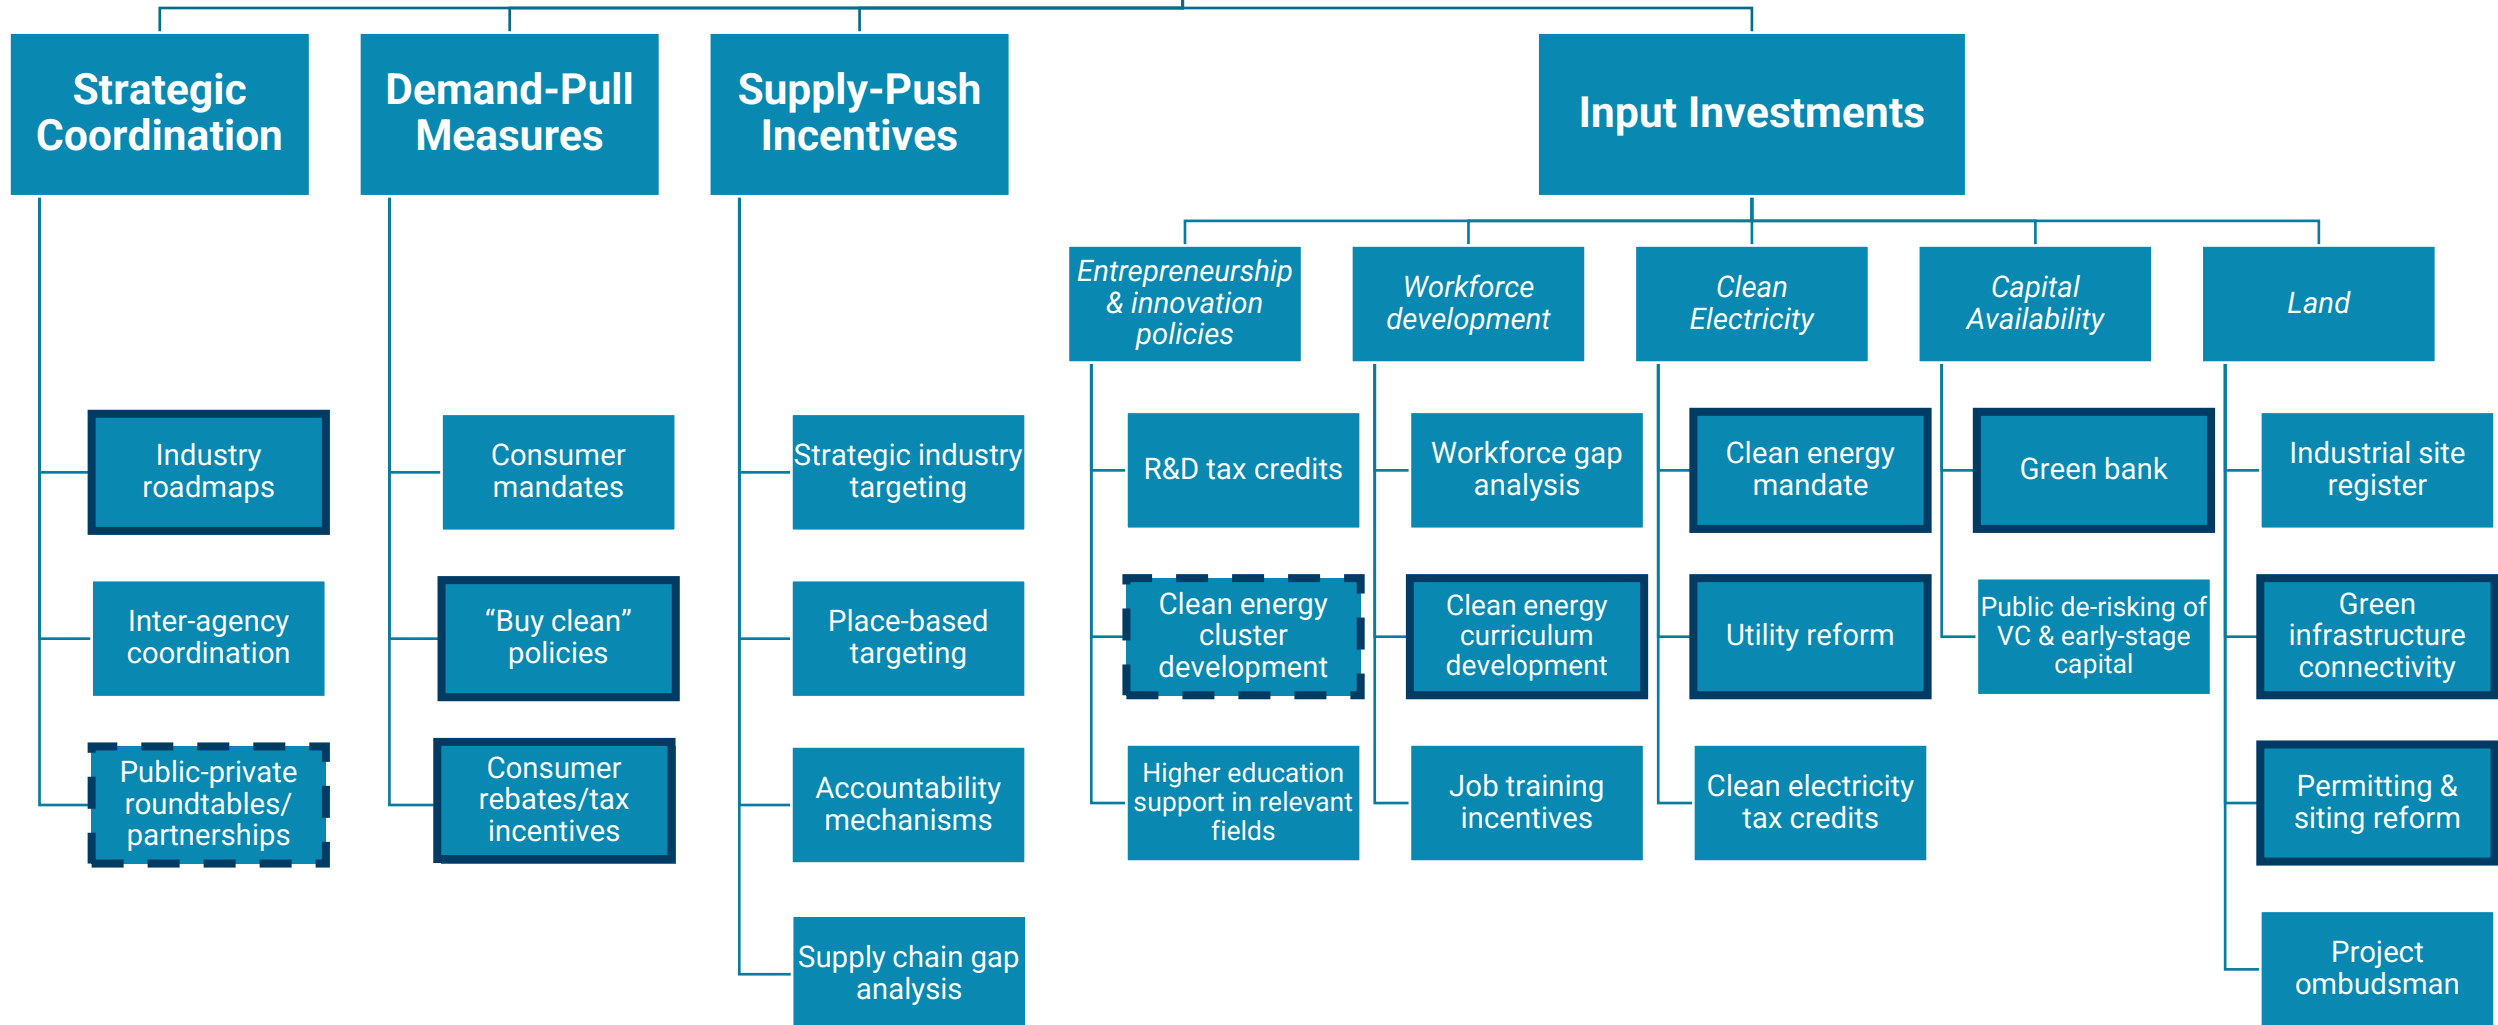 Strategic
Coordination
Demand-Pull
Measures
Supply-Push
Incentives
Input Investments
Entrepreneurship
& innovation
policies
Workforce
development
Clean
Electricity
Capital
Availability
Land
Industry
roadmaps
Inter-agency
coordination
Public-private
roundtables/
partnerships
Consumer
mandates
“Buy clean”
policies
Consumer
rebates/tax
incentives
Strategic industry
targeting
Place-based
targeting
Accountability
mechanisms
Supply chain gap
analysis
R&D tax credits
Clean energy
cluster
development
Higher education
support in relevant
fields
Workforce gap
analysis
Clean energy
curriculum
development
Job training
incentives
Clean energy
mandate
Utility reform
Clean electricity
tax credits
Green bank
Public de-risking of
VC & early-stage
capital
Industrial site
register
Green
infrastructure
connectivity
Permitting &
siting reform
Project
ombudsman